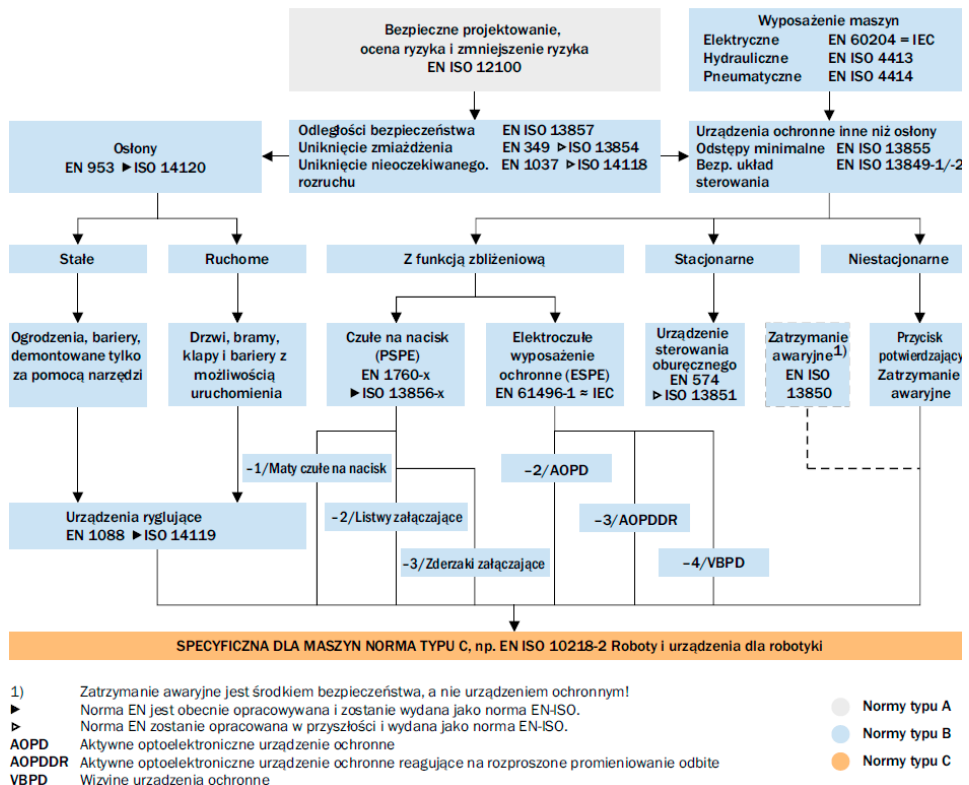 Bezpieczne projektowanie,
ocena ryzyka i zmniejszenie ryzyka
EN ISO 12100
Wyposażenie maszyn
Elektryczne EN 60204 = IEC
Hydrauliczne EN ISO 4413
Pneumatyczne EN ISO 4414
Osłony
EN 953 ►ISO 14120
Odległości bezpieczeństwa EN ISO 13857
Uniknięcie zmiażdżenia EN 349 ▻ISO 13854
Uniknięcie nieoczekiwanego. EN 1037 ▻ISO 14118
rozruchu
Urządzenia ochronne inne niż osłony
Odstępy minimalne EN ISO 13855
Bezp. układ EN ISO 13849-1/-2
sterowania
Stałe
Ruchome
Z funkcją zbliżeniową
Stacjonarne
Niestacjonarne
Ogrodzenia, bariery,
demontowane tylko
za pomocą narzędzi
Drzwi, bramy,
klapy i bariery z
możliwością
uruchomienia
Czułe na nacisk
(PSPE)
EN 1760-x
►ISO 13856-x
Elektroczułe
wyposażenie
ochronne (ESPE)
EN 61496-1 ≈ IEC
Urządzenie
sterowania
oburęcznego
EN 574
▻ISO 13851
Zatrzymanie
awaryjne1)
EN ISO
13850
Przycisk
potwierdzający
Zatrzymanie
awaryjne
–1/Maty czułe na nacisk
–2/AOPD
Urządzenia ryglujące
EN 1088 ►ISO 14119
–2/Listwy załączające
–3/AOPDDR
–3/Zderzaki załączające
–4/VBPD
SPECYFICZNA DLA MASZYN NORMA TYPU C, np. EN ISO 10218-2 Roboty i urządzenia dla robotyki
1) Zatrzymanie awaryjne jest środkiem bezpieczeństwa, a nie urządzeniem ochronnym!
► Norma EN jest obecnie opracowywana i zostanie wydana jako norma EN-ISO.
▻ Norma EN zostanie opracowana w przyszłości i wydana jako norma EN-ISO.
AOPD Aktywne optoelektroniczne urządzenie ochronne
AOPDDR Aktywne optoelektroniczne urządzenie ochronne reagujące na rozproszone promieniowanie odbite
VBPD Wizyjne urządzenia ochronne
Normy typu A
Normy typu B
Normy typu C